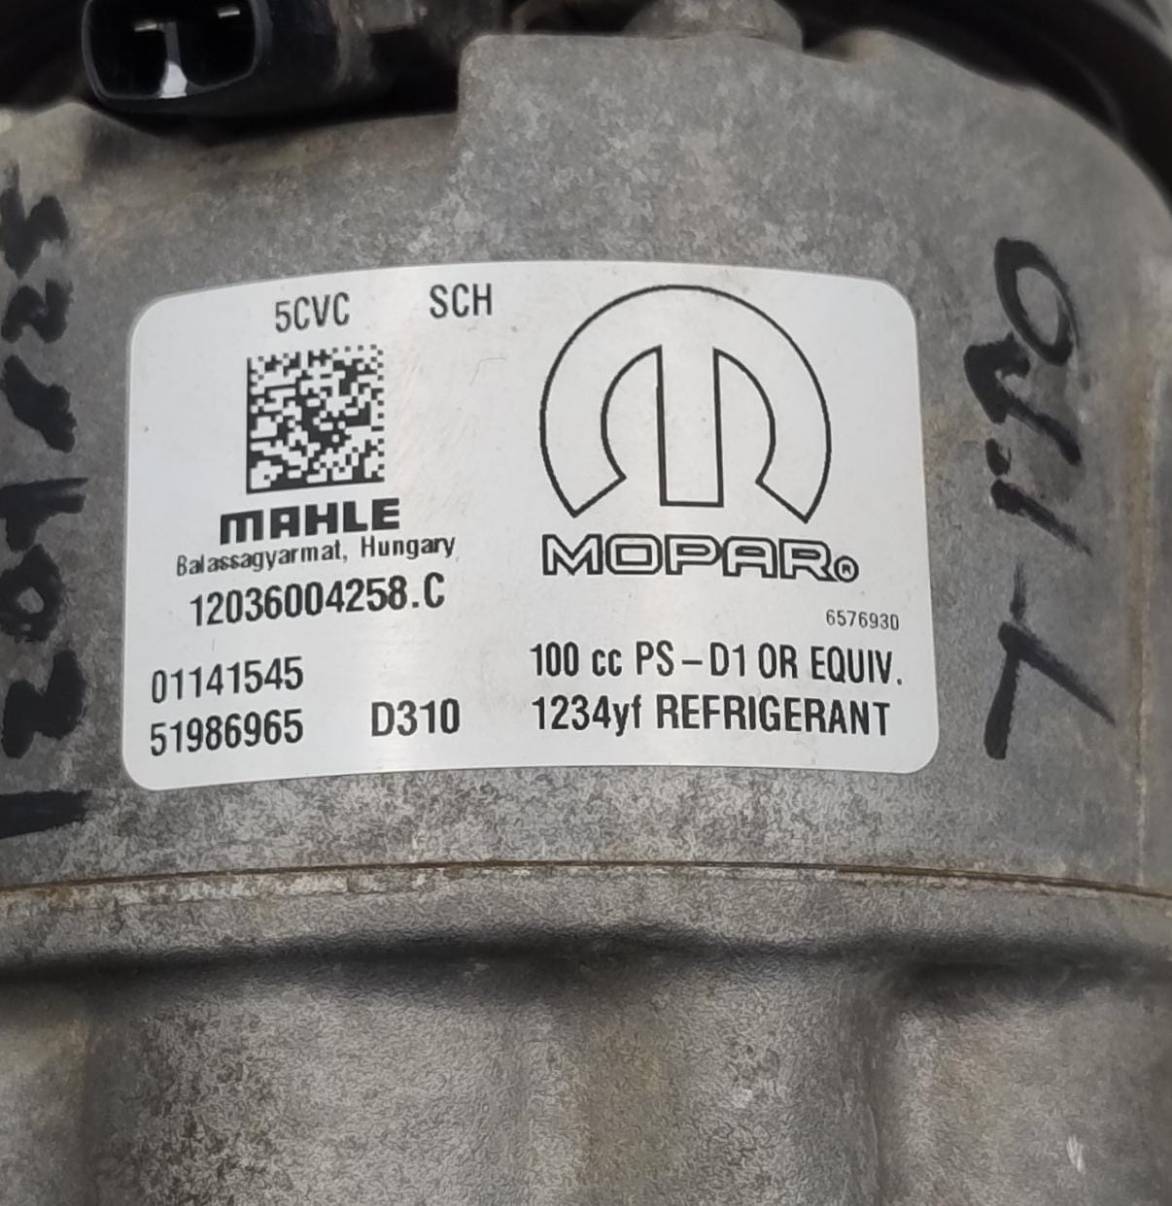 5CVC SCH
MAHLE
Balassagyarmat, Hungary
12036004258.C
01141545
51986965 D310
MOPAR®
6576930
100 cc PS-D1 OR EQUIV.
1234yf REFRIGERANT